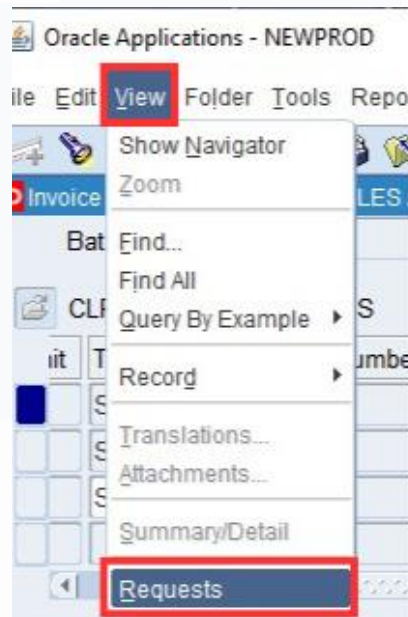 Oracle Applications - NEWPROD
ile Edit View Folder Tools Repo
Show Navigator
Zoom
Invoice LES
Bat Find...
Find All
CLF S
Query By Example
it T umbe
Record
S
Translations...
S
Attachments...
S
Summary/Detail
Requests